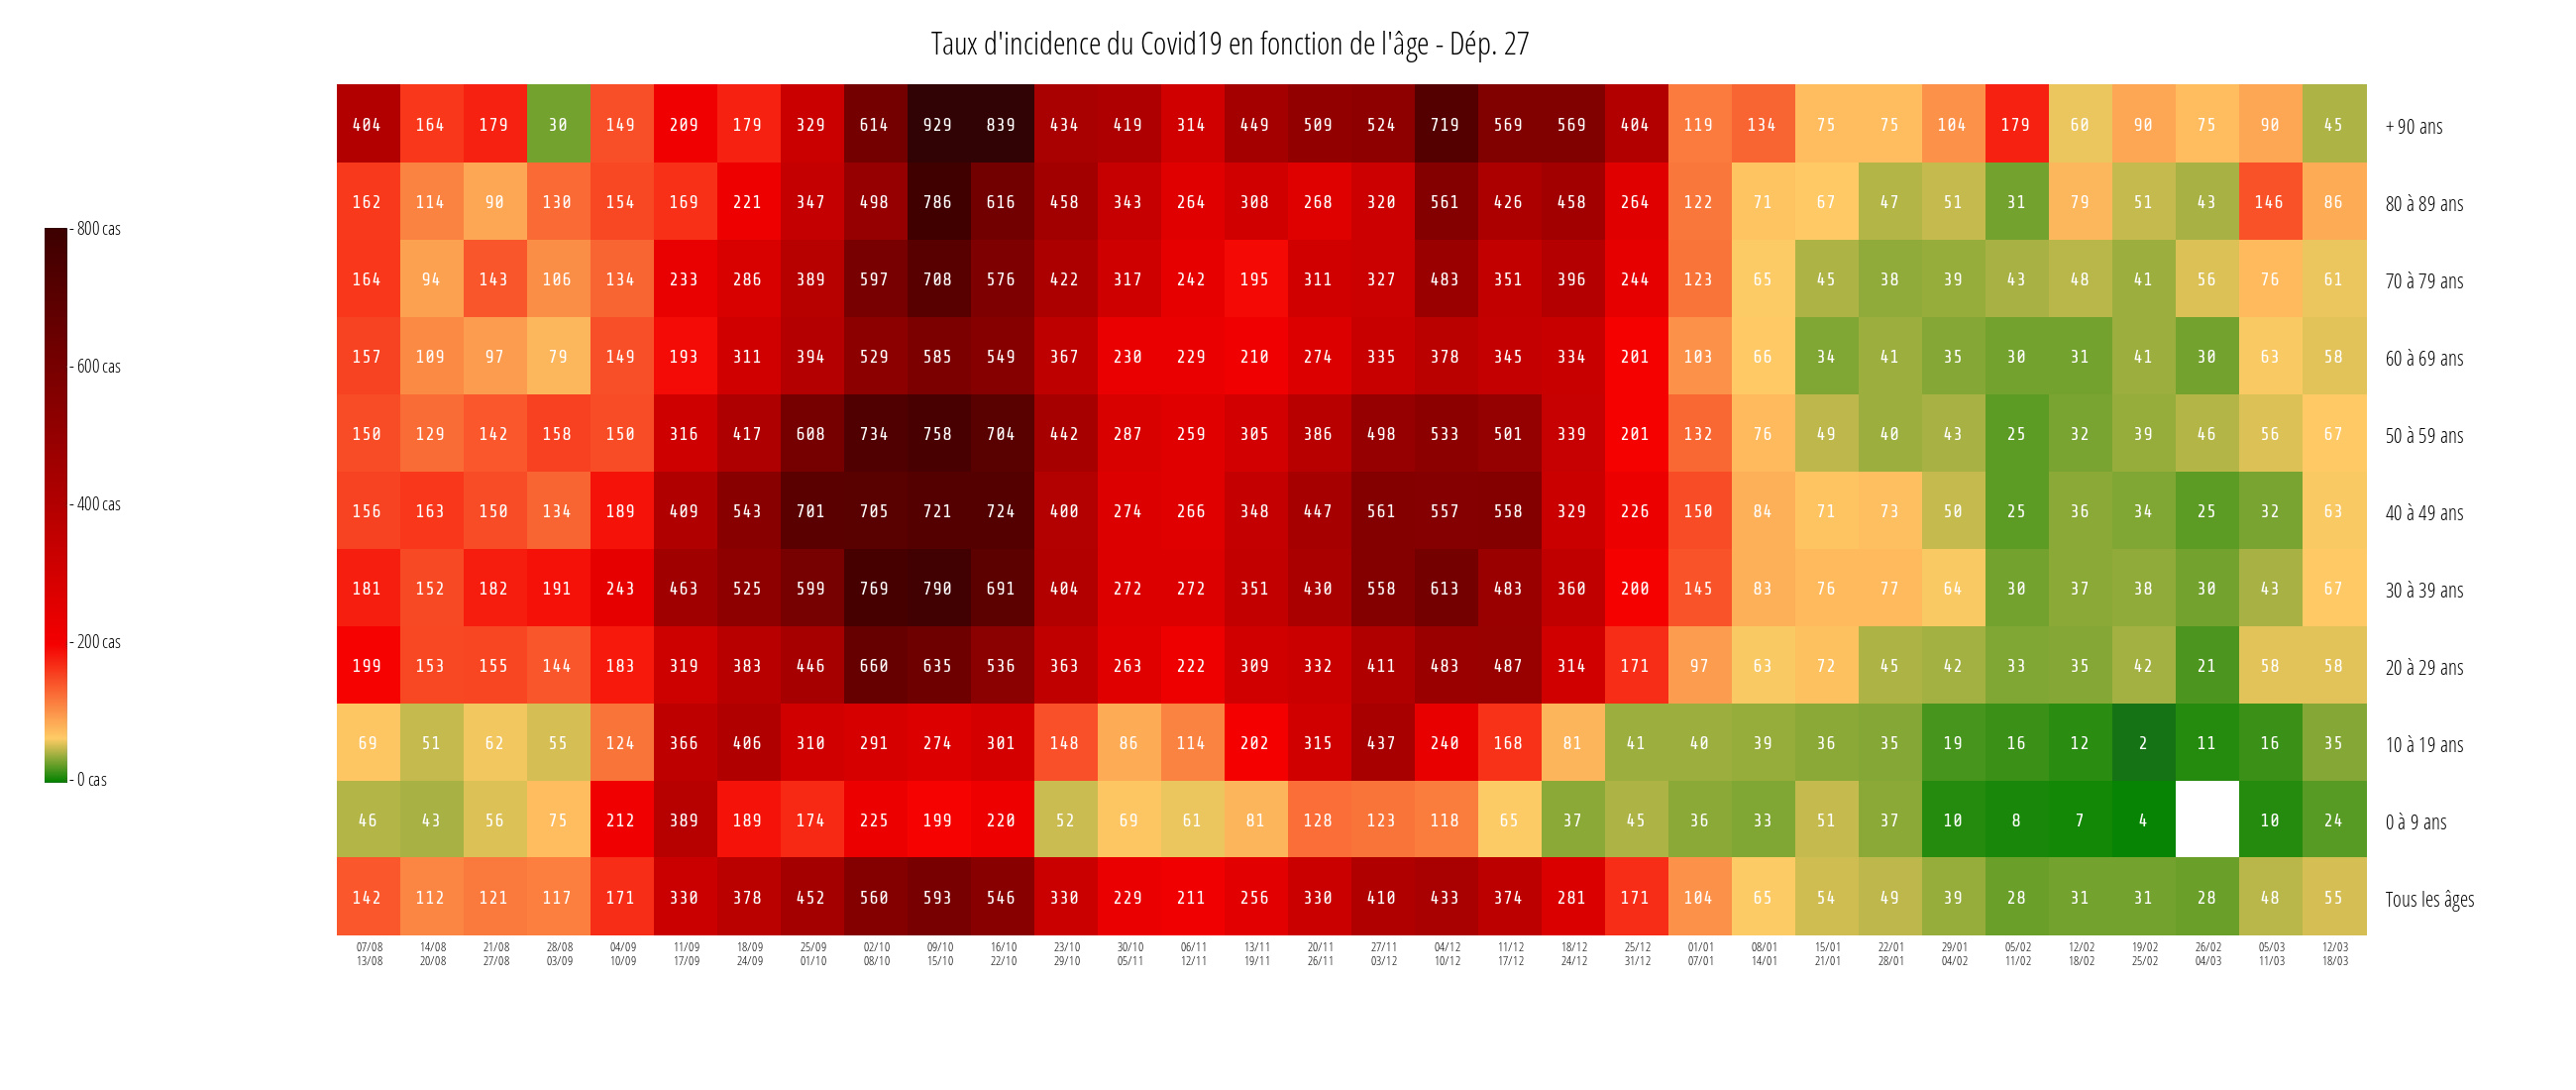 Taux d'incidence du Covid19 en fonction de l'âge - Dép. 27
- 800 cas
- 600 cas
- 400 cas
- 200 cas
- 0 cas
404 164 179 30 149 209 179 329 614 929 839 434 419 314 449 509 524 719 569 569 404 119 134 75 75 104 179 60 90 75 90 45 + 90 ans
162 114 90 130 154 169 221 347 498 786 616 458 343 264 308 268 320 561 426 458 264 122 71 67 47 51 31 79 51 43 146 86 80 à 89 ans
164 94 143 106 134 233 286 389 597 708 576 422 317 242 195 311 327 483 351 396 244 123 65 45 38 39 43 48 41 56 76 61 70 à 79 ans
157 109 97 79 149 193 311 394 529 585 549 367 230 229 210 274 335 378 345 334 201 103 66 34 41 35 30 31 41 30 63 58 60 à 69 ans
150 129 142 158 150 316 417 608 734 758 704 442 287 259 305 386 498 533 501 339 201 132 76 49 40 43 25 32 39 46 56 67 50 à 59 ans
156 163 150 134 189 409 543 701 705 721 724 400 274 266 348 447 561 557 558 329 226 150 84 71 73 50 25 36 34 25 32 63 40 à 49 ans
181 152 182 191 243 463 525 599 769 790 691 404 272 272 351 430 558 613 483 360 200 145 83 76 77 64 30 37 38 30 43 67 30 à 39 ans
199 153 155 144 183 319 383 446 660 635 536 363 263 222 309 332 411 483 487 314 171 97 63 72 45 42 33 35 42 21 58 58 20 à 29 ans
69 51 62 55 124 366 406 310 291 274 301 148 86 114 202 315 437 240 168 81 41 40 39 36 35 19 16 12 2 11 16 35 10 à 19 ans
46 43 56 75 212 389 189 174 225 199 220 52 69 61 81 128 123 118 65 37 45 36 33 51 37 10 8 7 4 10 24 0 à 9 ans
142 112 121 117 171 330 378 452 560 593 546 330 229 211 256 330 410 433 374 281 171 104 65 54 49 39 28 31 31 28 48 55 Tous les âges
07/08 14/08 21/08 28/08 04/09 11/09 18/09 25/09 02/10 09/10 16/10 23/10 30/10 06/11 13/11 20/11 27/11 04/12 11/12 18/12 25/12 01/01 08/01 15/01 22/01 29/01 05/02 12/02 19/02 26/02 05/03 12/03
13/08 20/08 27/08 03/09 10/09 17/09 24/09 01/10 08/10 15/10 22/10 29/10 05/11 12/11 19/11 26/11 03/12 10/12 17/12 24/12 31/12 07/01 14/01 21/01 28/01 04/02 11/02 18/02 25/02 04/03 11/03 18/03